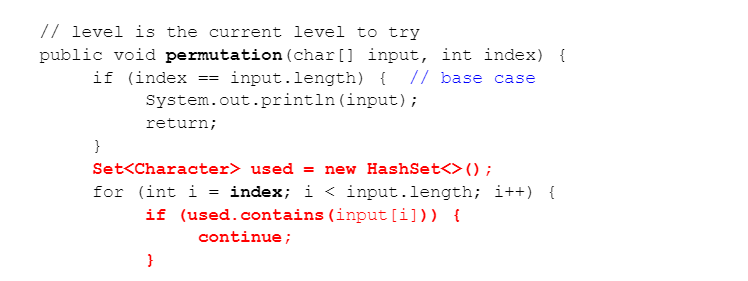 // level is the current level to try
public void permutation(char[] input, int index) {
if (index == input.length) {  // base case
System.out.println(input);
return;
}
Set<Character> used = new HashSet<>();
for (int i = index; i < input.length; i++) {
if (used.contains(input[i])) {
continue;
}